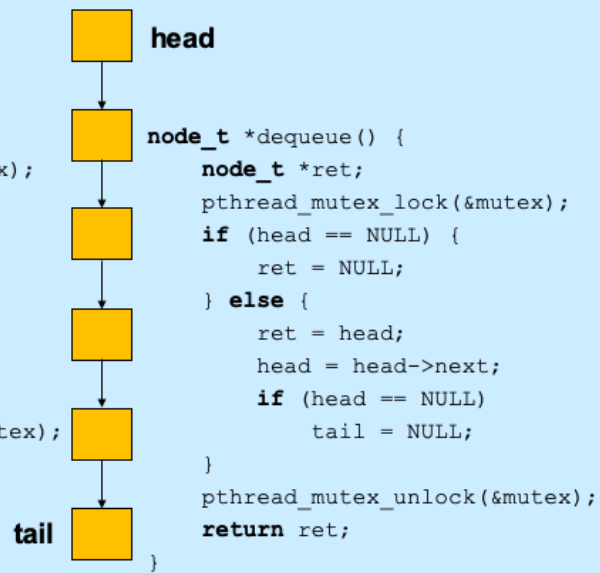 head
node_t *dequeue() {
x);
node_t *ret;
pthread_mutex_lock(&mutex);
if (head == NULL) {
ret = NULL;
} else {
ret = head;
head = head->next;
if (head == NULL)
tex);
tail = NULL;
}
pthread_mutex_unlock(&mutex);
tail
return ret;
}